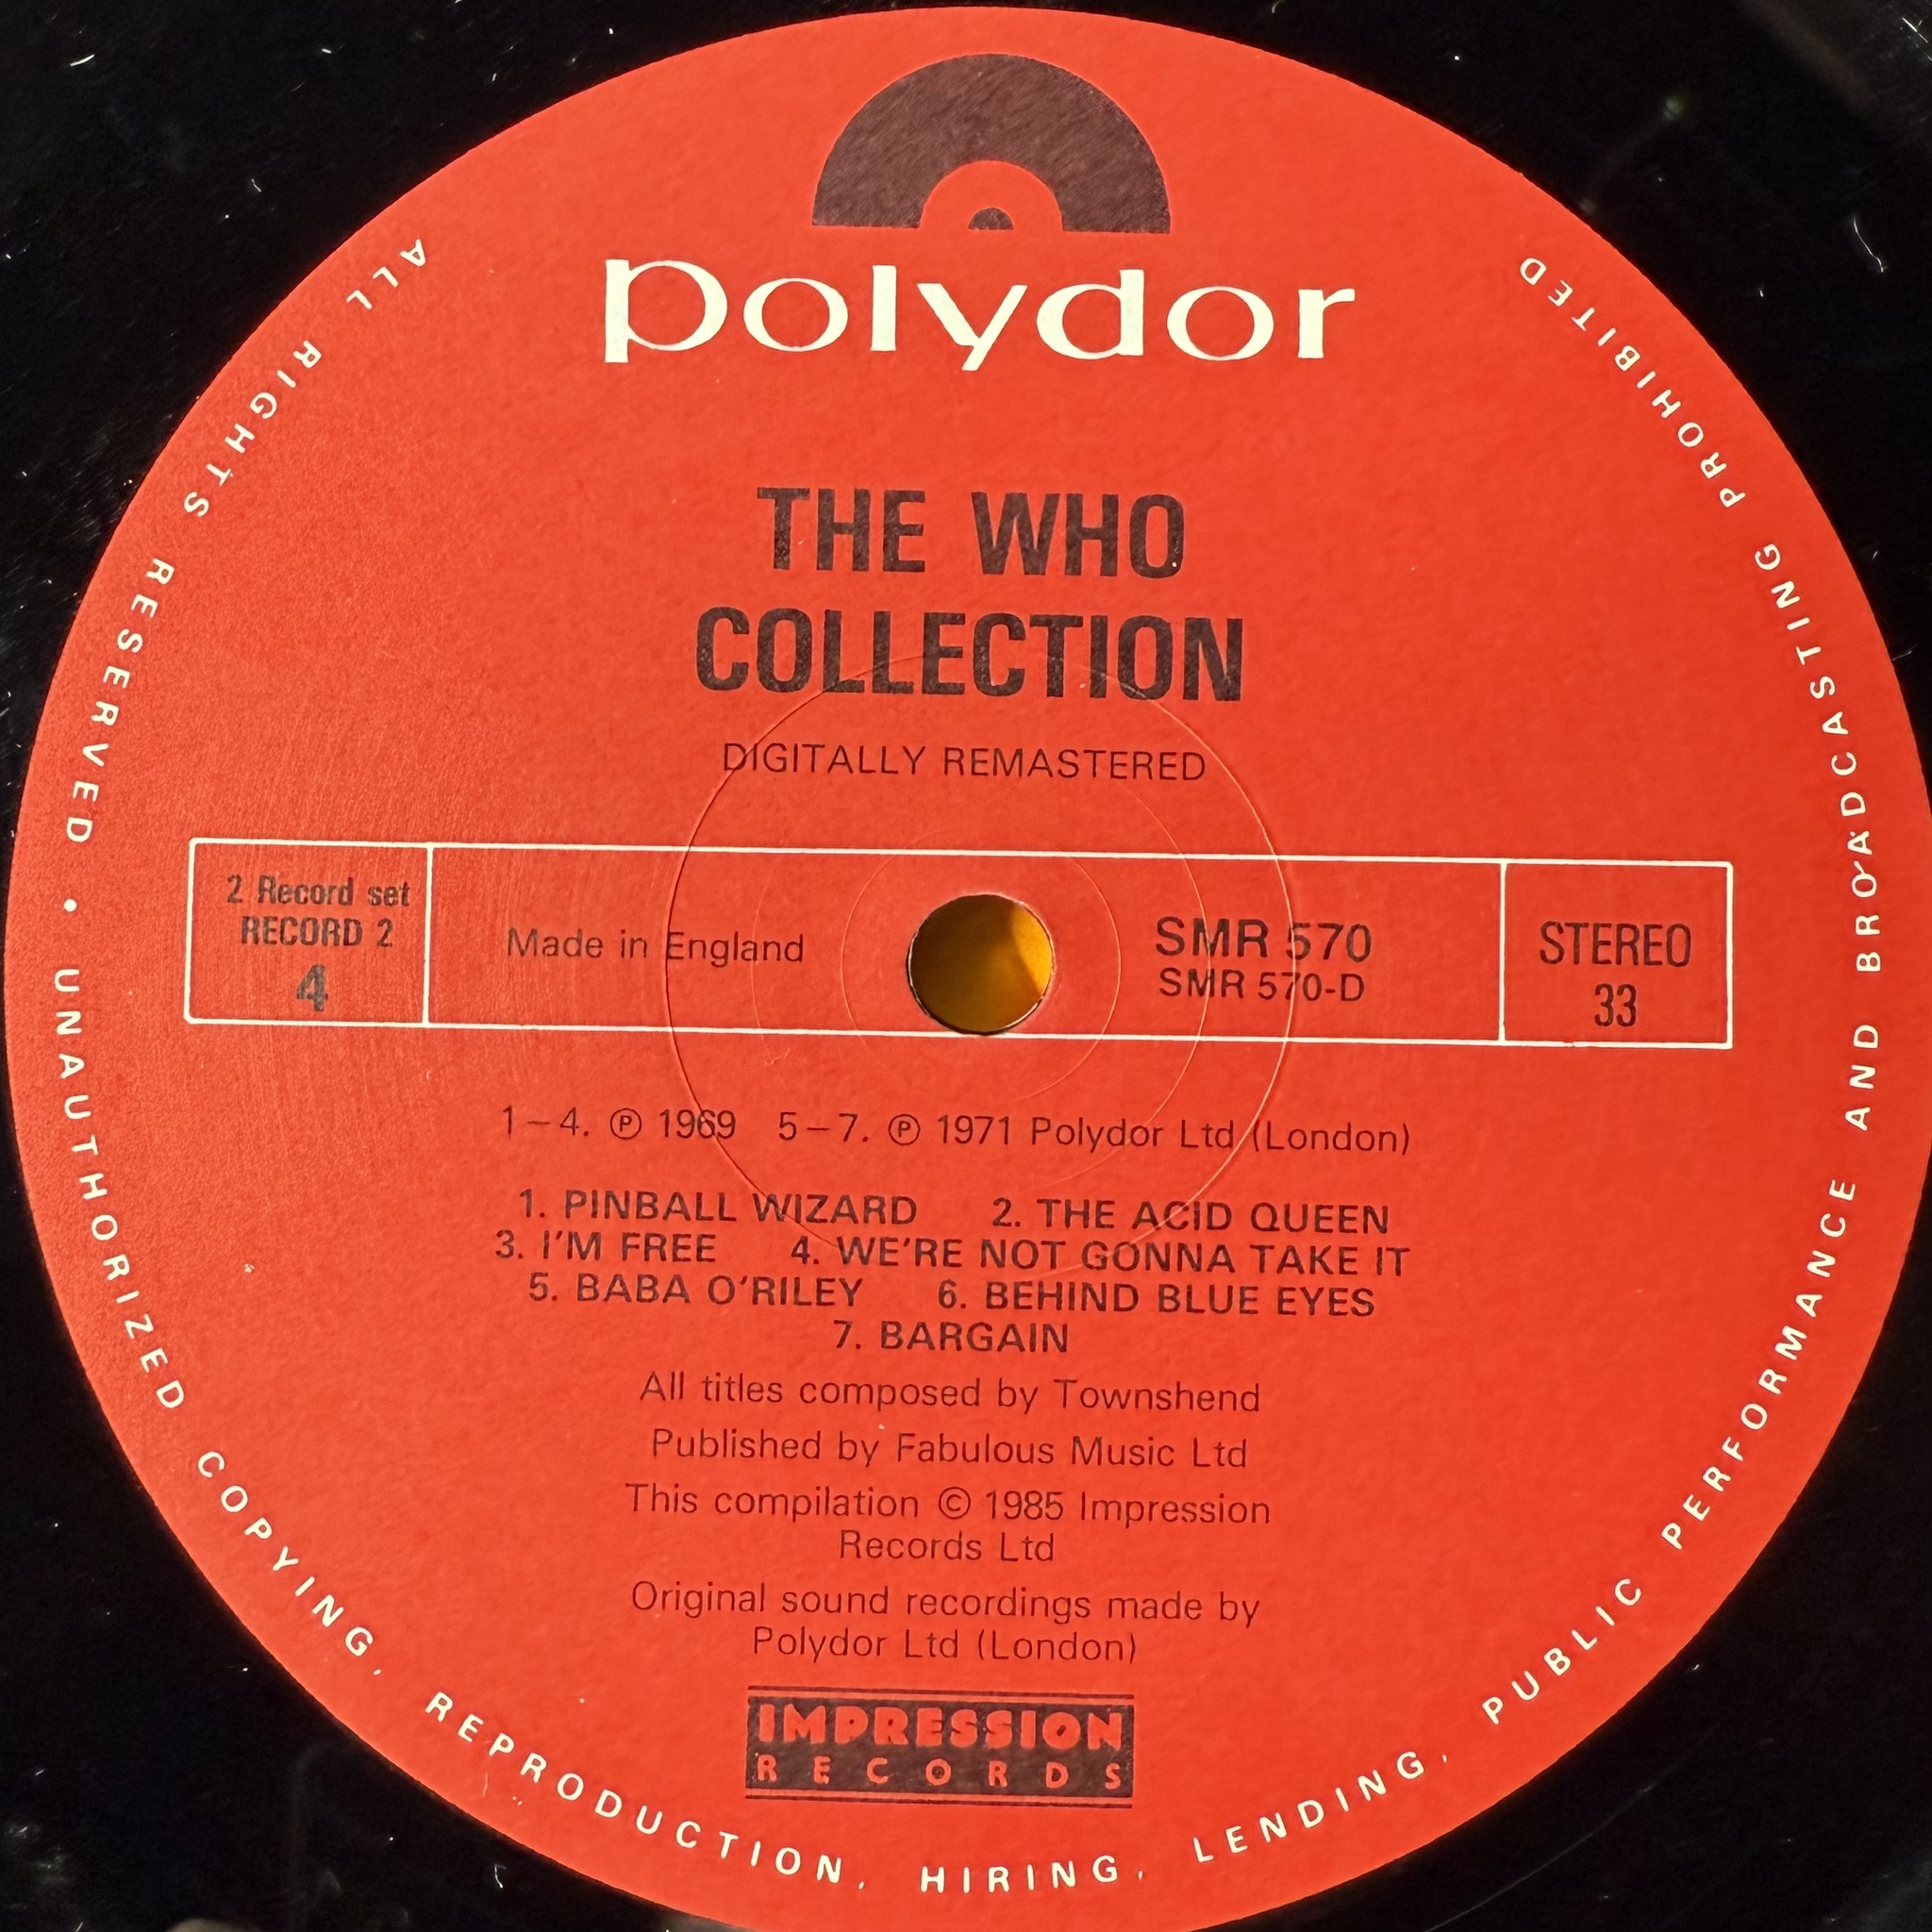 polydor
THE WHO
COLLECTION
DIGITALLY REMASTERED
2 Record set
RECORD 2
4
Made in England
SMR 570
SMR 570-D
STEREO
33
1–4. ℗ 1969 5–7. ℗ 1971 Polydor Ltd (London)
1. PINBALL WIZARD 2. THE ACID QUEEN
3. I'M FREE 4. WE'RE NOT GONNA TAKE IT
5. BABA O'RILEY 6. BEHIND BLUE EYES
7. BARGAIN
All titles composed by Townshend
Published by Fabulous Music Ltd
This compilation © 1985 Impression
Records Ltd
Original sound recordings made by
Polydor Ltd (London)
IMPRESSION
RECORDS
ALL RIGHTS RESERVED • UNAUTHORIZED COPYING, REPRODUCTION, HIRING, LENDING, PUBLIC PERFORMANCE AND BROADCASTING PROHIBITED